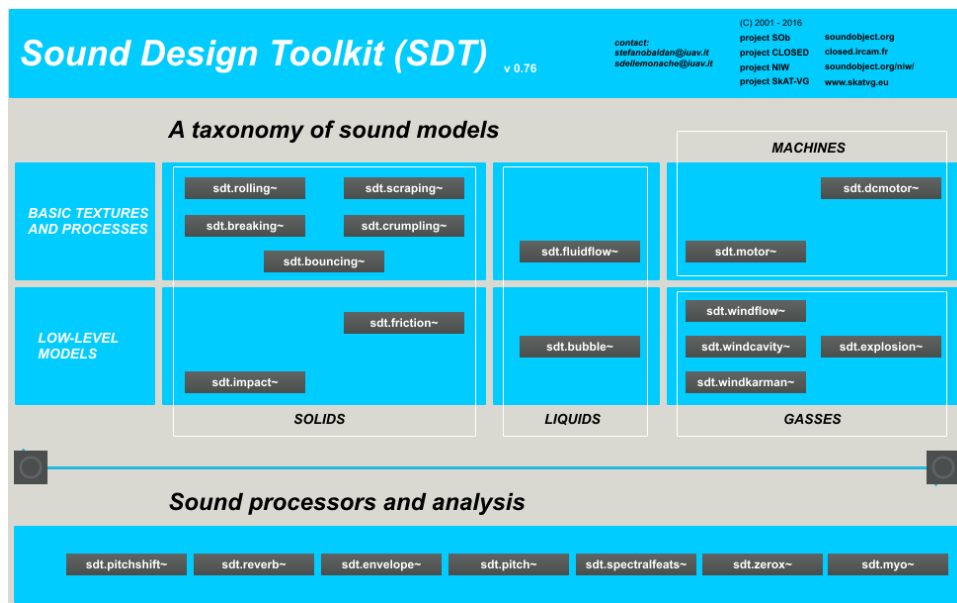 Sound Design Toolkit (SDT) v 0.76
contact:
stefanobaldan@iuav.it
sdellemonache@iuav.it
(C) 2001 - 2016
project SOb soundobject.org
project CLOSED closed.ircam.fr
project NIW soundobject.org/niw/
project SkAT-VG www.skatvg.eu
A taxonomy of sound models
MACHINES
BASIC TEXTURES
AND PROCESSES
sdt.rolling~ sdt.scraping~ sdt.dcmotor~
sdt.breaking~ sdt.crumpling~
sdt.bouncing~ sdt.fluidflow~ sdt.motor~
LOW-LEVEL
MODELS
sdt.windflow~
sdt.friction~
sdt.bubble~ sdt.windcavity~ sdt.explosion~
sdt.impact~ sdt.windkarman~
SOLIDS LIQUIDS GASSES
Sound processors and analysis
sdt.pitchshift~ sdt.reverb~ sdt.envelope~ sdt.pitch~ sdt.spectralfeats~ sdt.zerox~ sdt.myo~